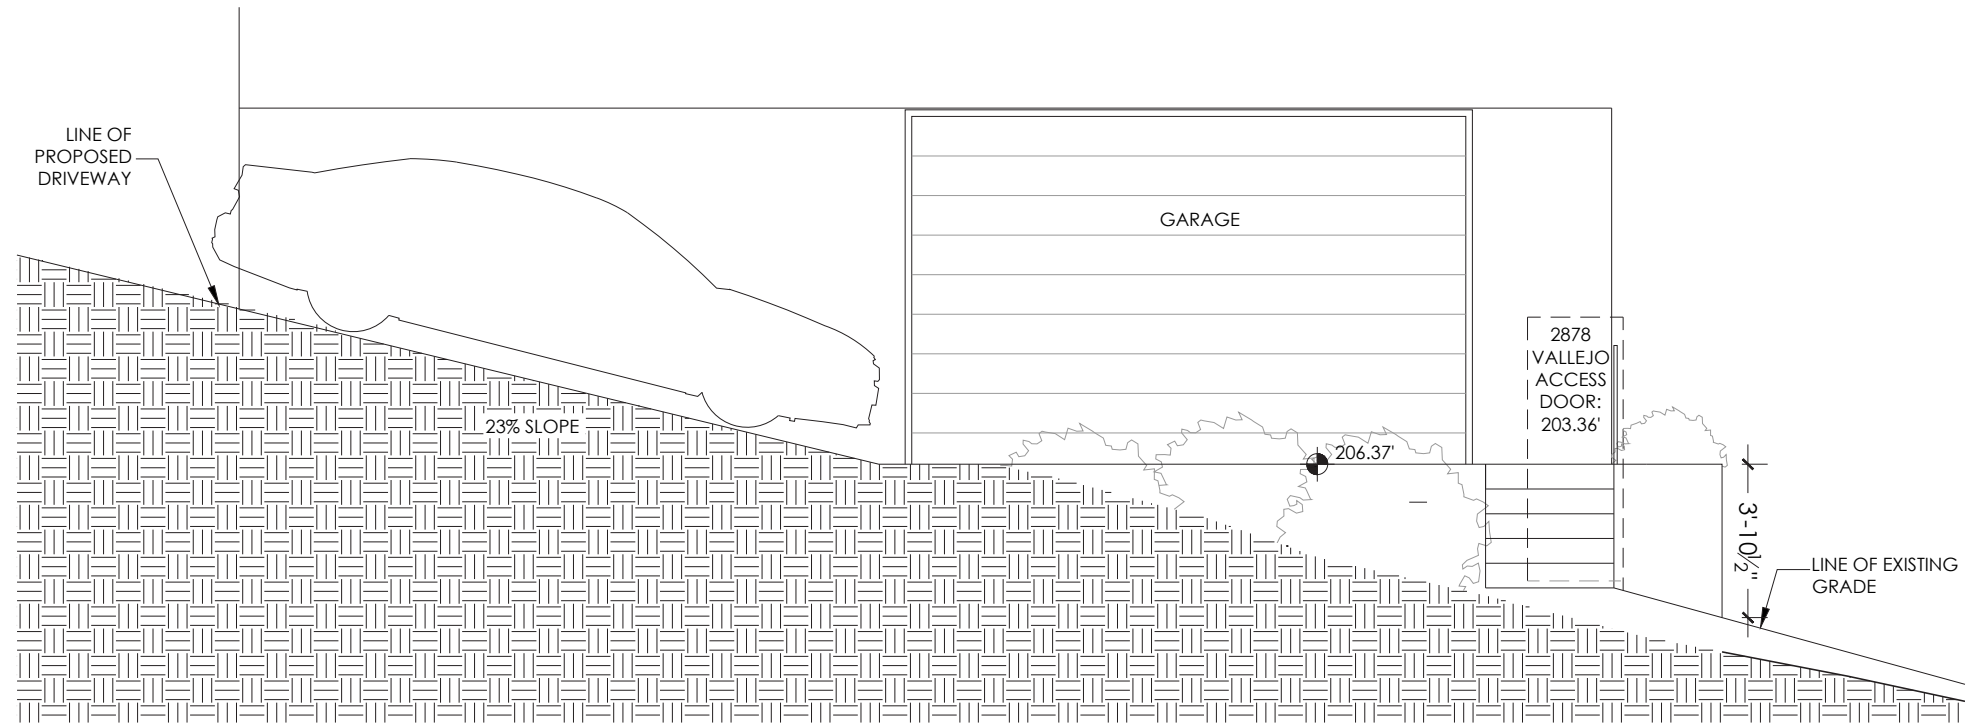 LINE OF
PROPOSED
DRIVEWAY
GARAGE
2878
VALLEJO
ACCESS
DOOR:
203.36'
23% SLOPE
206.37'
3'-10½"
LINE OF EXISTING
GRADE